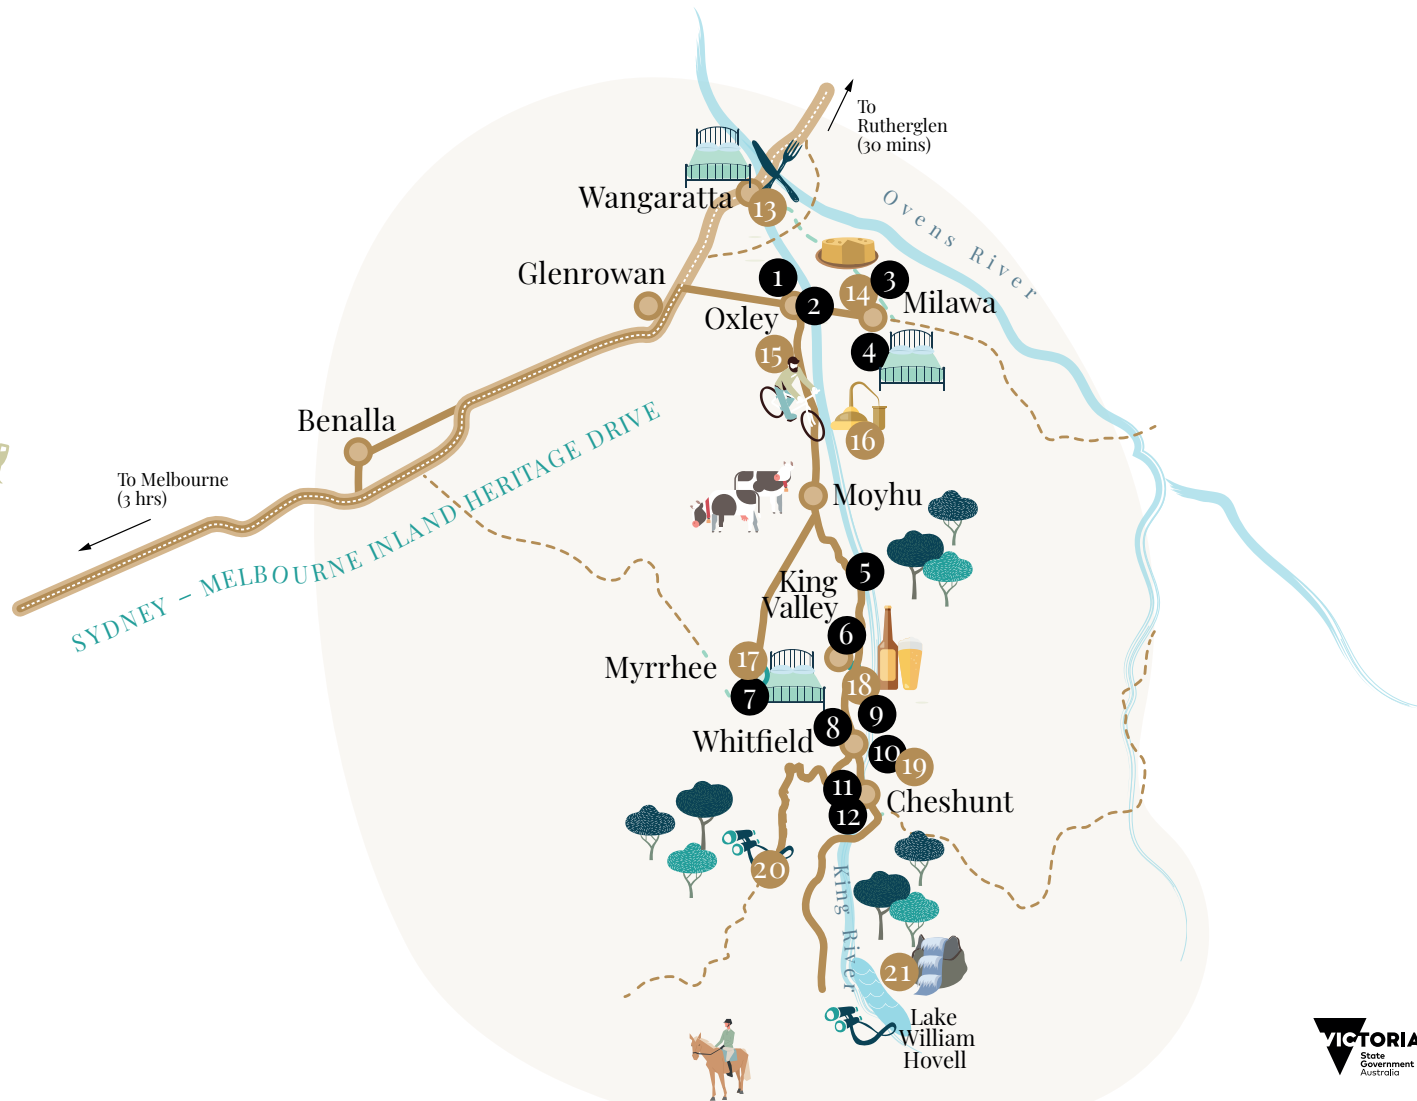 To
Rutherglen
(30 mins)
Wangaratta
13
Ovens River
Glenrowan
1
2
14
3
Milawa
Oxley
15
4
16
Benalla
To Melbourne
(3 hrs)
SYDNEY – MELBOURNE INLAND HERITAGE DRIVE
Moyhu
5
King
Valley
6
Myrrhee
17
7
18
9
8
Whitfield
10
19
11
12
Cheshunt
20
King River
21
Lake
William
Hovell
VICTORIA
State
Government
Australia